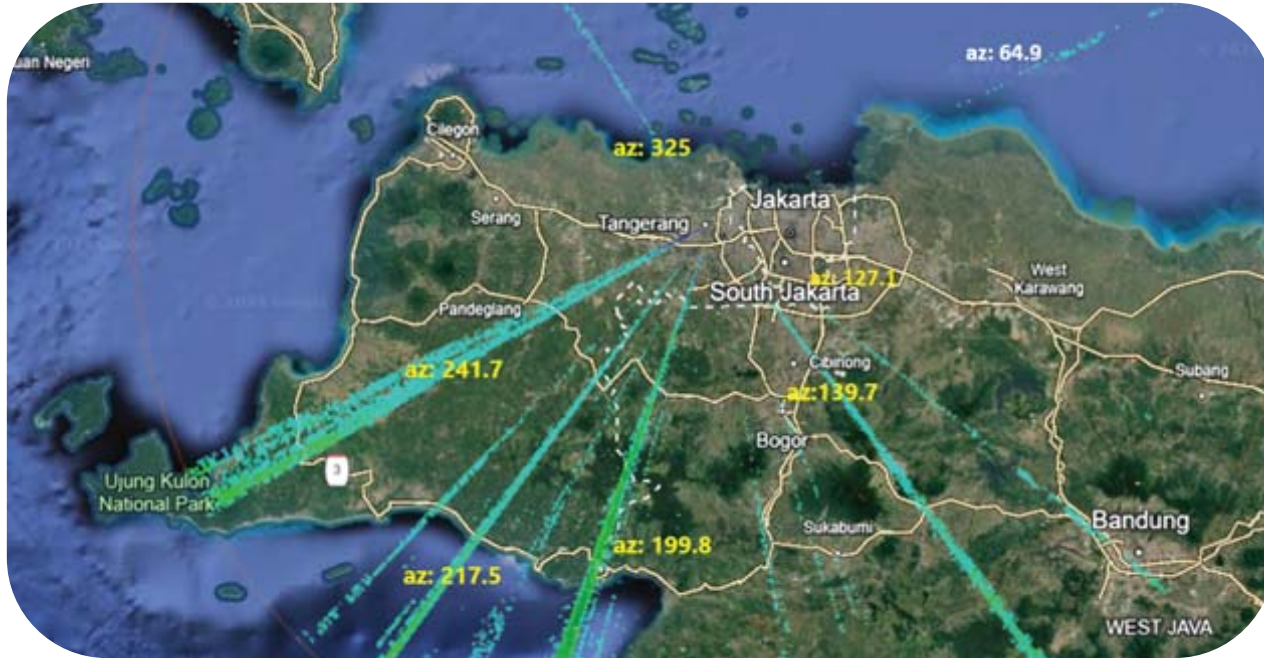 az: 64.9
uan Negeri
Cilegon
az: 325
Jakarta
Serang
Tangerang
az: 127.1
West
Karawang
South Jakarta
Pandeglang
Cibinong
Subang
az: 241.7
az:139.7
Bogor
3
Ujung Kulon
National Park
Bandung
Sukabumi
az: 199.8
az: 217.5
WEST JAVA